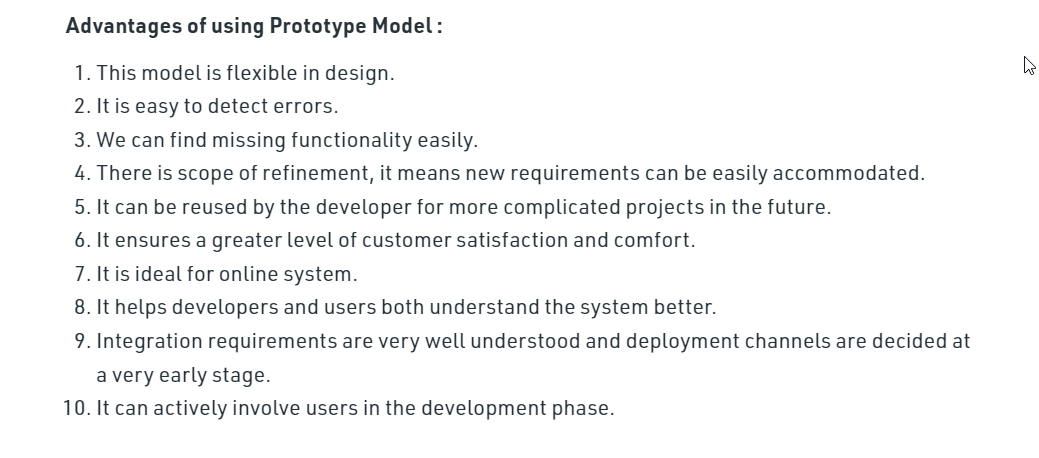 Advantages of using Prototype Model :
1. This model is flexible in design.
2. It is easy to detect errors.
3. We can find missing functionality easily.
4. There is scope of refinement, it means new requirements can be easily accommodated.
5. It can be reused by the developer for more complicated projects in the future.
6. It ensures a greater level of customer satisfaction and comfort.
7. It is ideal for online system.
8. It helps developers and users both understand the system better.
9. Integration requirements are very well understood and deployment channels are decided at
a very early stage.
10. It can actively involve users in the development phase.